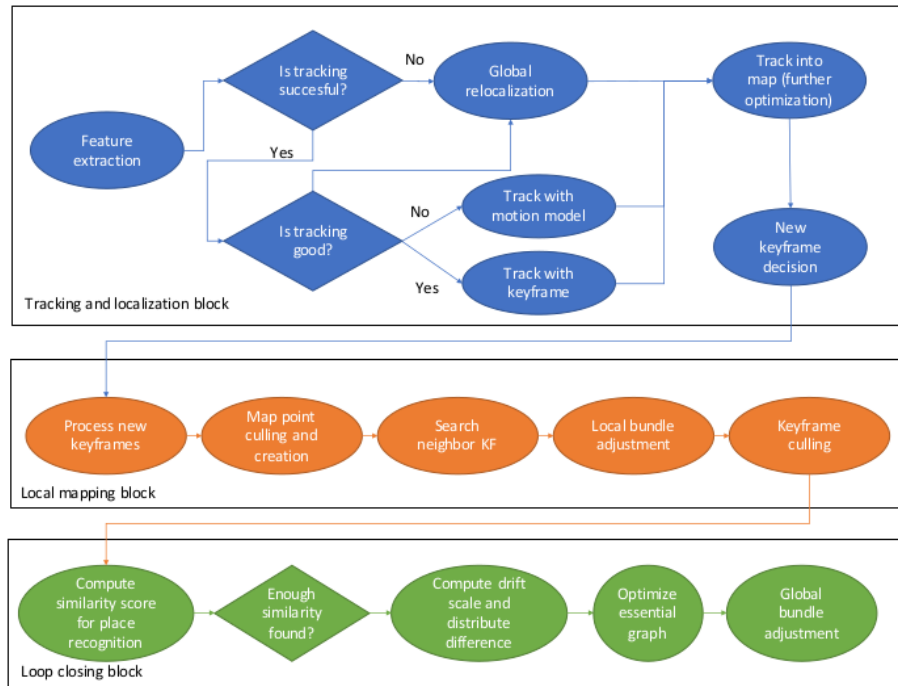 Is tracking
succesful?
No
Global
relocalization
Track into
map (further
optimization)
Feature
extraction
Yes
Is tracking
good?
No
Track with
motion model
Yes
Track with
keyframe
New
keyframe
decision
Tracking and localization block
Process new
keyframes
Map point
culling and
creation
Search
neighbor KF
Local bundle
adjustment
Keyframe
culling
Local mapping block
Compute
similarity score
for place
recognition
Enough
similarity
found?
Compute drift
scale and
distribute
difference
Optimize
essential
graph
Global
bundle
adjustment
Loop closing block